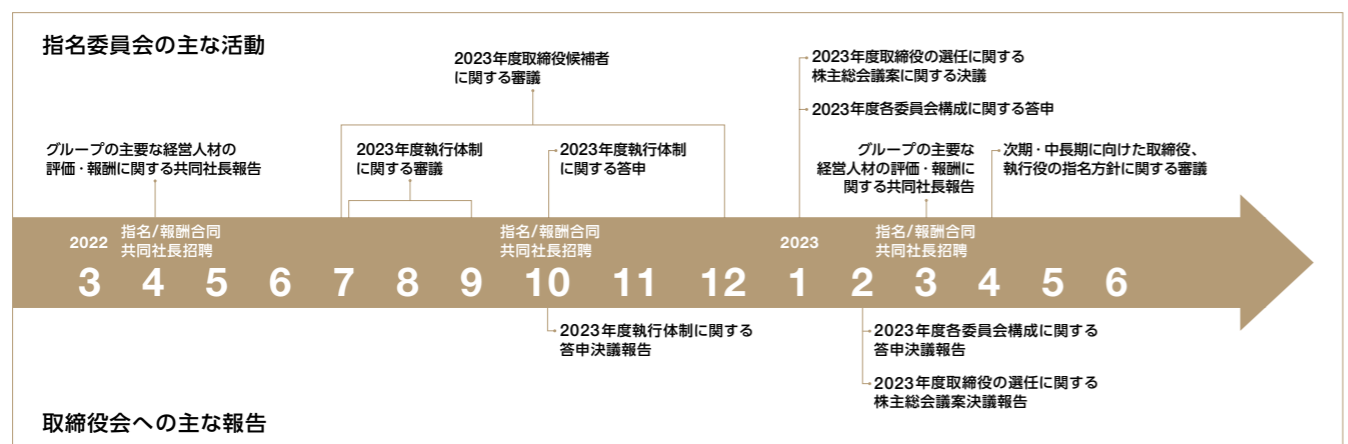 指名委員会の主な活動
2023年度取締役候補者
に関する審議
2023年度取締役の選任に関する
株主総会議案に関する決議
2023年度各委員会構成に関する答申
グループの主要な経営人材の
評価・報酬に関する共同社長報告
2023年度執行体制
に関する審議
2023年度執行体制
に関する答申
グループの主要な
経営人材の評価・報酬に
関する共同社長報告
次期・中長期に向けた取締役、
執行役の指名方針に関する審議
2022
指名/報酬合同
共同社長招聘
指名/報酬合同
共同社長招聘
2023
指名/報酬合同
共同社長招聘
3 4 5 6 7 8 9 10 11 12 1 2 3 4 5 6
2023年度執行体制に関する
答申決議報告
2023年度各委員会構成に関する
答申決議報告
2023年度取締役の選任に関する
株主総会議案決議報告
取締役会への主な報告